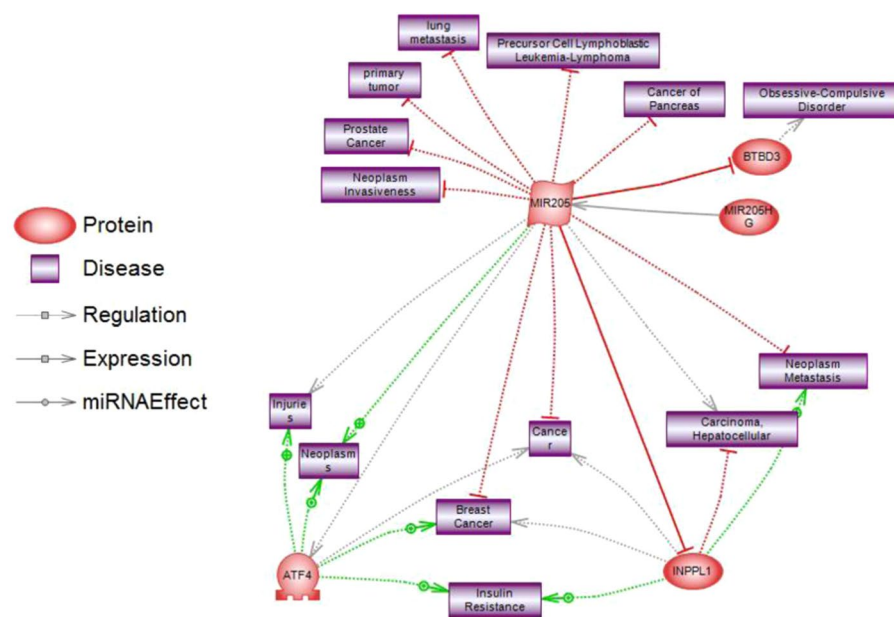 lung
metastasis
Precursor Cell Lymphoblastic
Leukemia-Lymphoma
primary
tumor
Cancer of
Pancreas
Obsessive-Compulsive
Disorder
Prostate
Cancer
BTBD3
Neoplasm
Invasiveness
MIR205
MIR205H
G
Protein
Disease
Regulation
Expression
miRNAEffect
Neoplasm
Metastasis
Injurie
s
Carcinoma,
Hepatocellular
Cance
r
Neoplasm
s
Breast
Cancer
ATF4
INPPL1
Insulin
Resistance